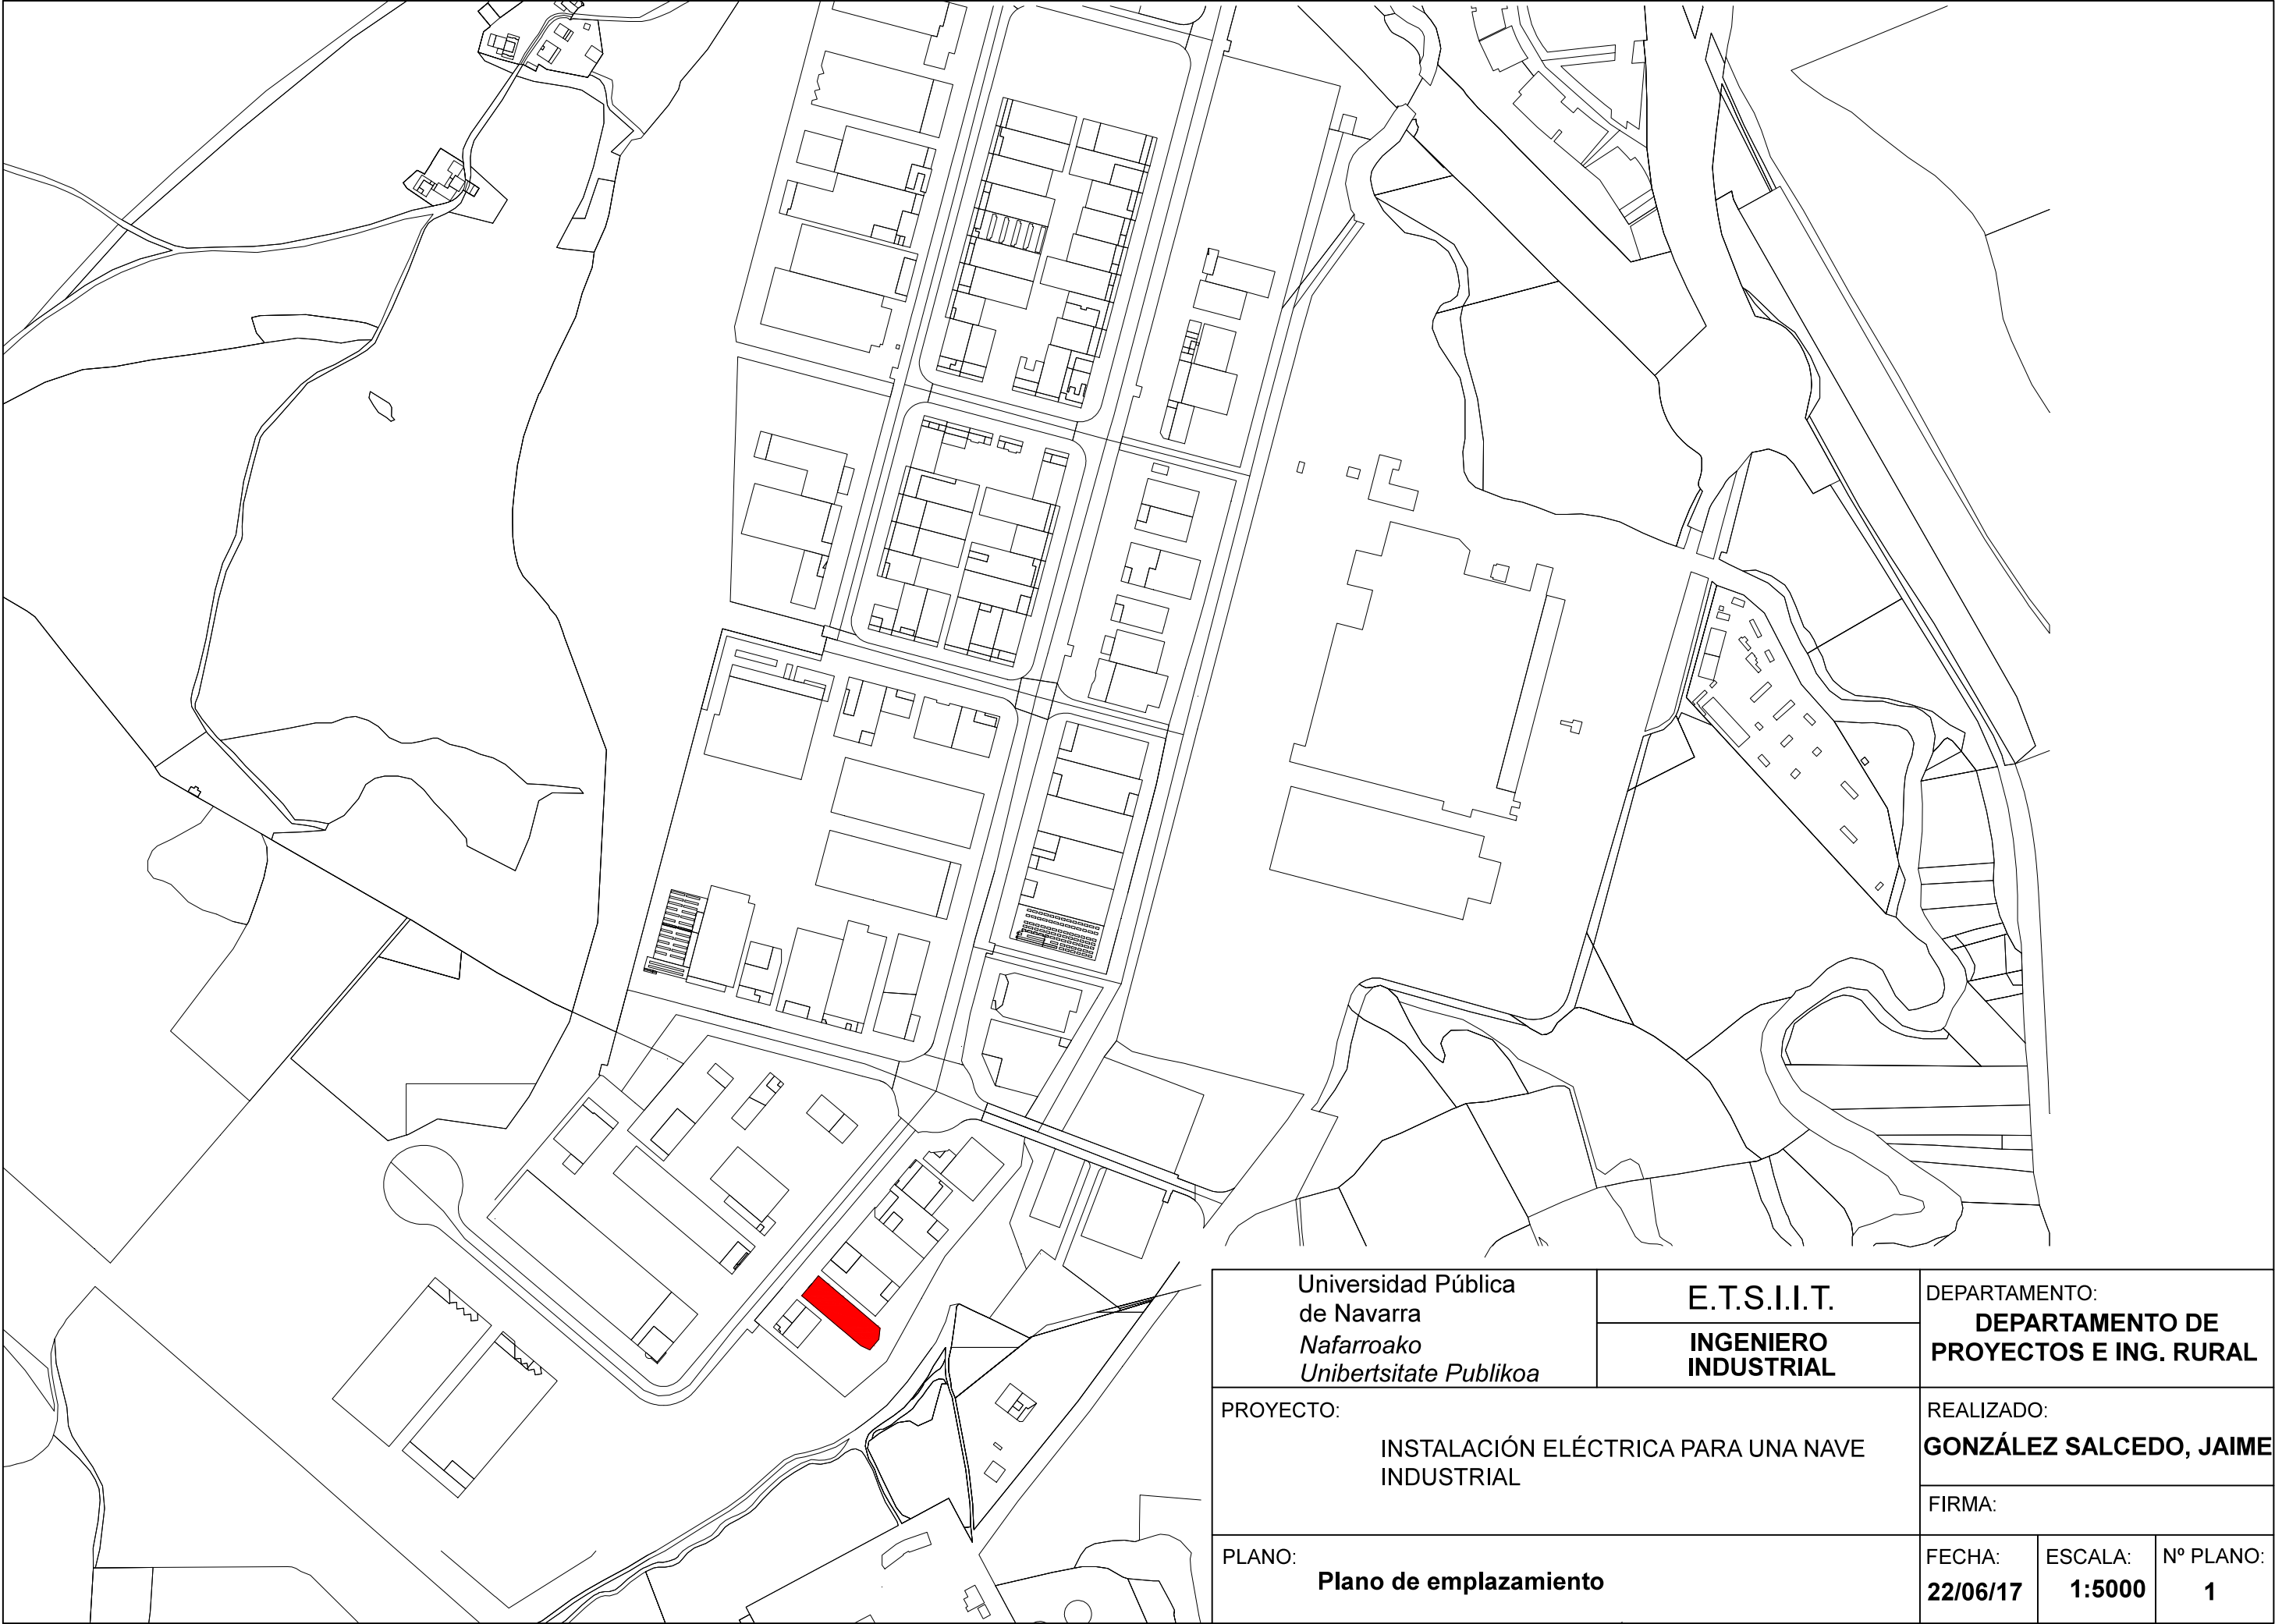 Universidad Pública
de Navarra
Nafarroako
Unibertsitate Publikoa
E.T.S.I.I.T.
INGENIERO
INDUSTRIAL
DEPARTAMENTO:
DEPARTAMENTO DE
PROYECTOS E ING. RURAL
PROYECTO:
INSTALACIÓN ELÉCTRICA PARA UNA NAVE
INDUSTRIAL
REALIZADO:
GONZÁLEZ SALCEDO, JAIME
FIRMA:
PLANO:
Plano de emplazamiento
FECHA:
22/06/17
ESCALA:
1:5000
Nº PLANO:
1